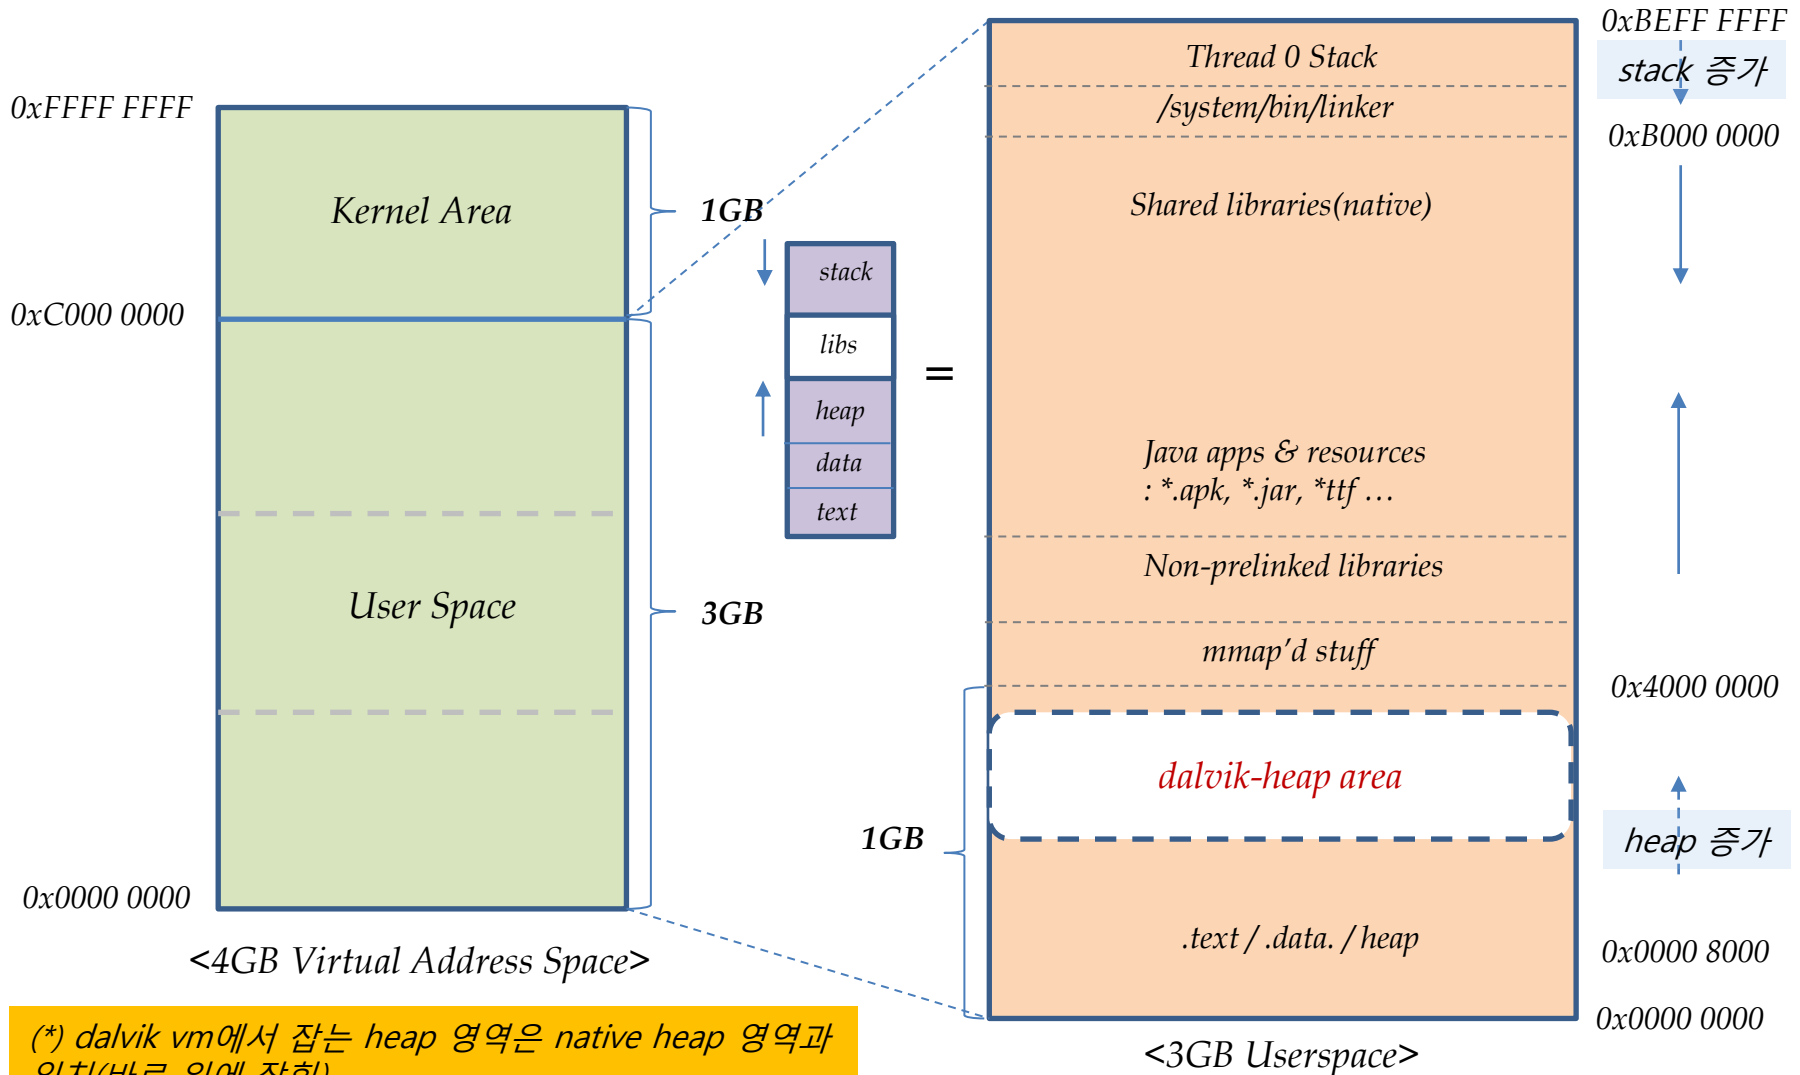 0xFFFF FFFF
Kernel Area
1GB
0xC000 0000
User Space
3GB
0x0000 0000
<4GB Virtual Address Space>
(*) dalvik vm에서 잡는 heap 영역은 native heap 영역과
stack
libs
heap
data
text
=
Thread 0 Stack
/system/bin/linker
Shared libraries(native)
Java apps & resources
: *.apk, *.jar, *ttf …
Non-prelinked libraries
mmap'd stuff
dalvik-heap area
1GB
.text / .data. / heap
<3GB Userspace>
0xBEFF FFFF
stack 증가
0xB000 0000
0x4000 0000
heap 증가
0x0000 8000
0x0000 0000